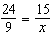 24/9 = 15/x